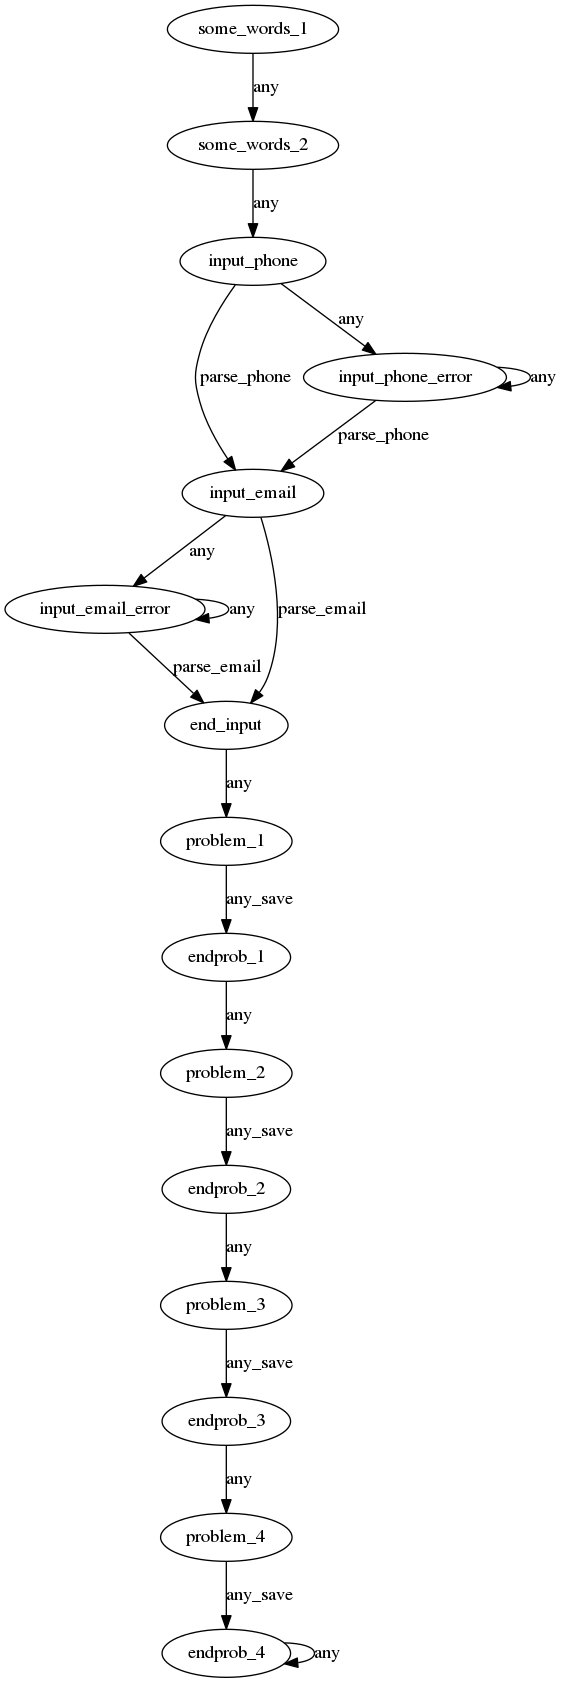 some_words_1
any
some_words_2
any
input_phone
any
parse_phone
input_phone_error
any
parse_phone
input_email
any
input_email_error
any
parse_email
parse_email
end_input
any
problem_1
any_save
endprob_1
any
problem_2
any_save
endprob_2
any
problem_3
any_save
endprob_3
any
problem_4
any_save
endprob_4
any